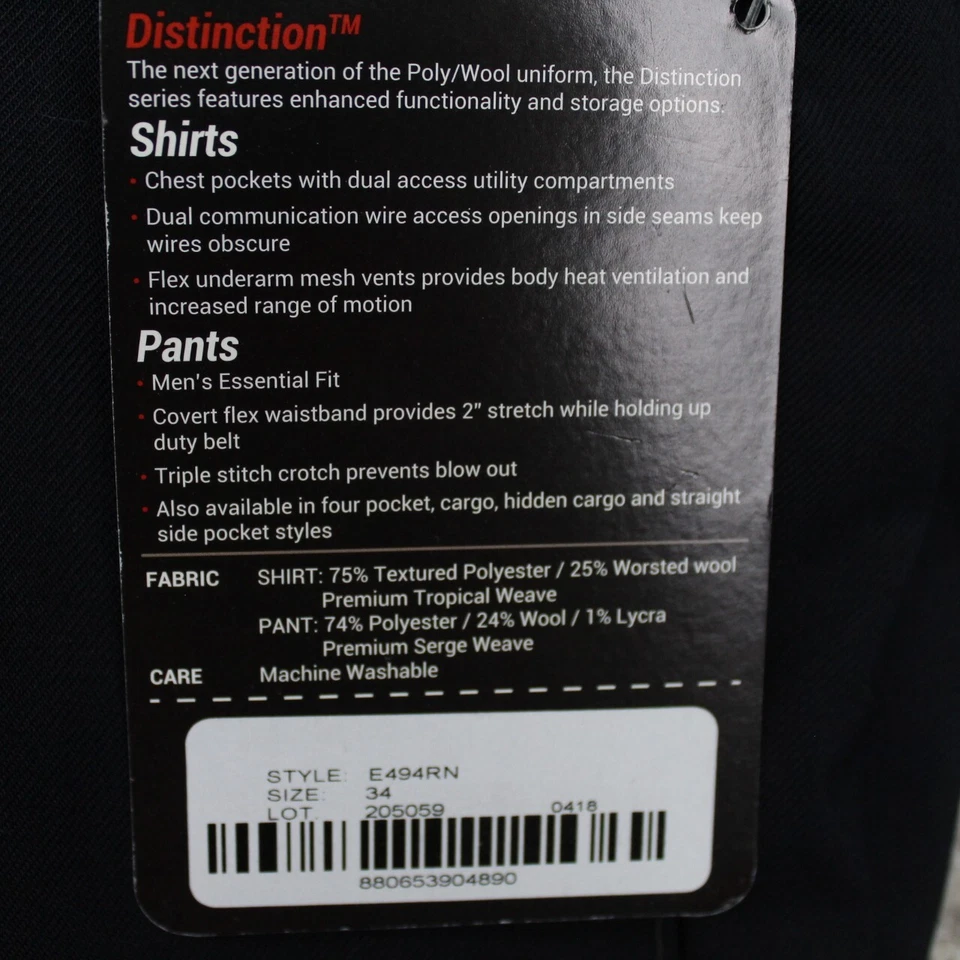 Distinction™
The next generation of the Poly/Wool uniform, the Distinction
series features enhanced functionality and storage options:
Shirts
• Chest pockets with dual access utility compartments
• Dual communication wire access openings in side seams keep
wires obscure
• Flex underarm mesh vents provides body heat ventilation and
increased range of motion
Pants
• Men's Essential Fit
• Covert flex waistband provides 2" stretch while holding up
duty belt
• Triple stitch crotch prevents blow out
• Also available in four pocket, cargo, hidden cargo and straight
side pocket styles
FABRIC SHIRT: 75% Textured Polyester / 25% Worsted wool
Premium Tropical Weave
PANT: 74% Polyester / 24% Wool / 1% Lycra
Premium Serge Weave
CARE Machine Washable
STYLE: E494RN
SIZE: 34
LOT: 205059 0418
880653904890